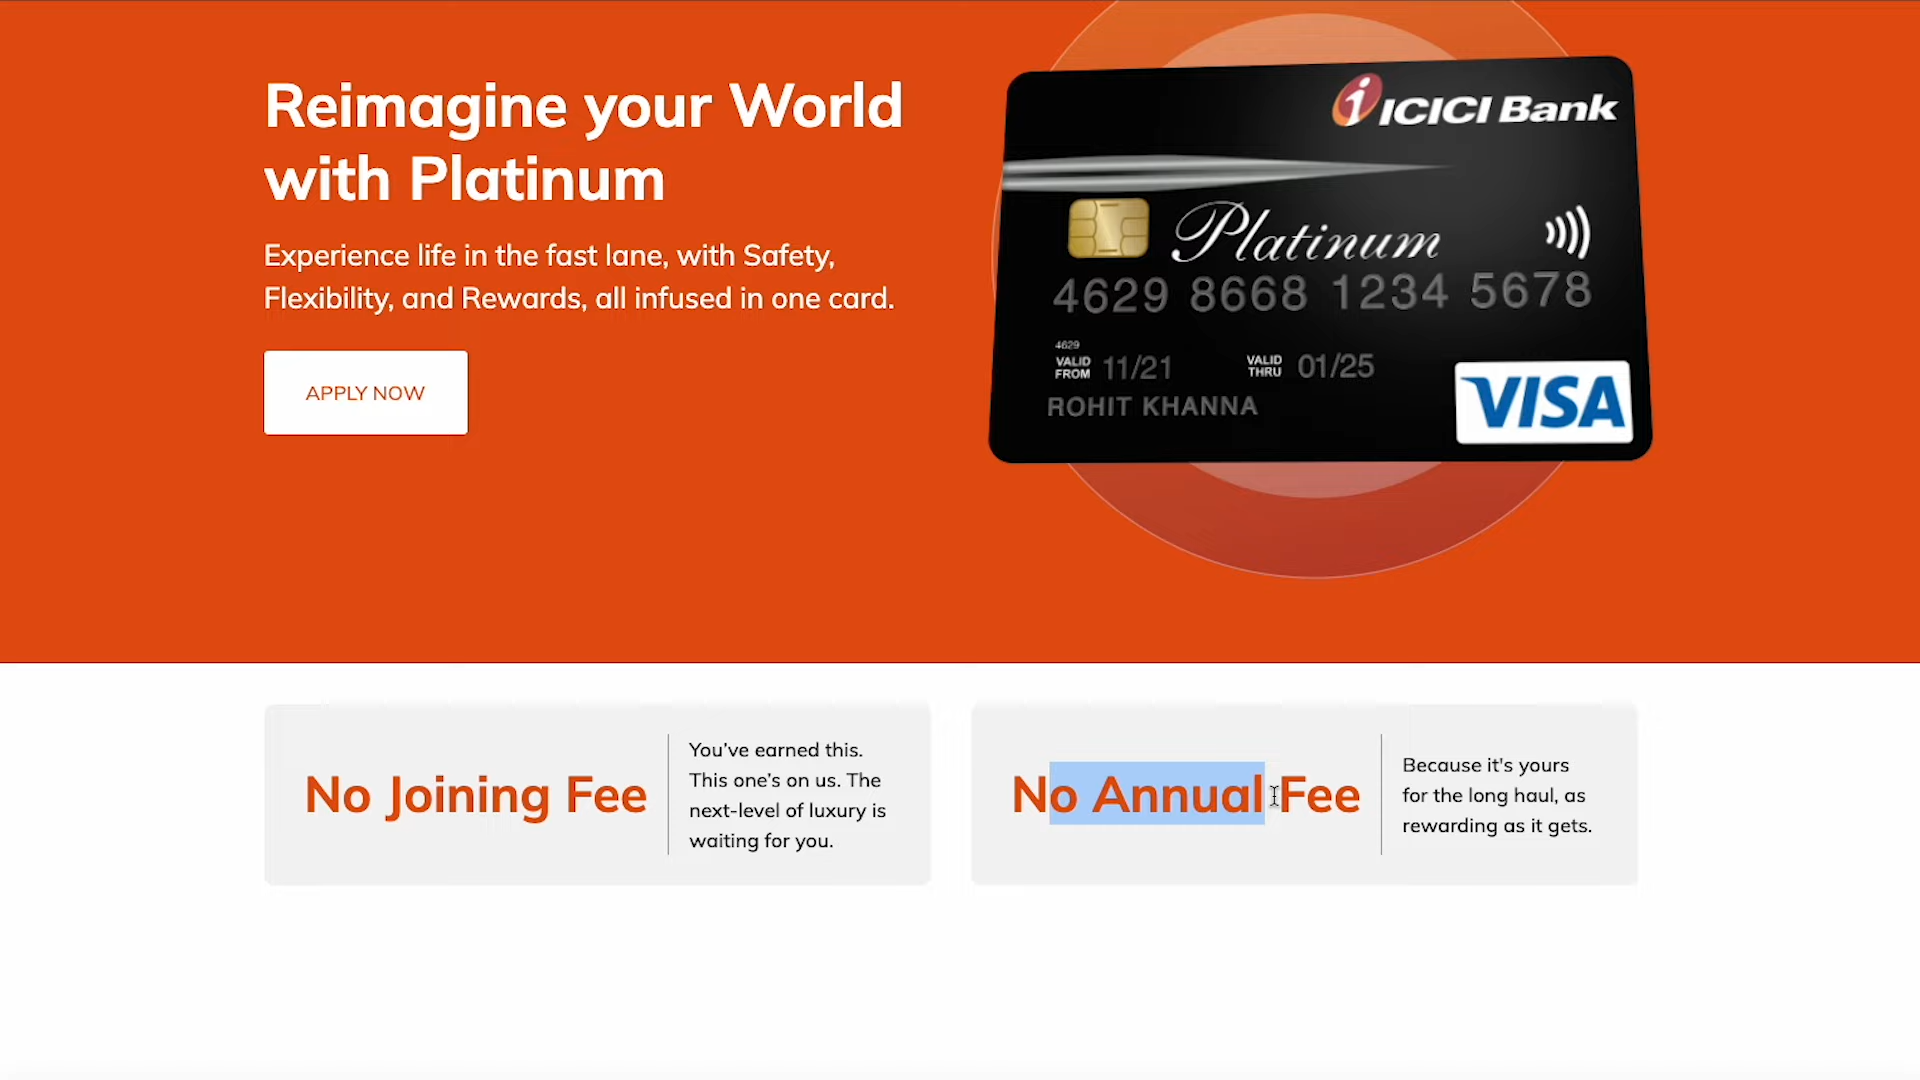 Reimagine your World
with Platinum
Experience life in the fast lane, with Safety,
Flexibility, and Rewards, all infused in one card.
APPLY NOW
ICICI Bank
Platinum
4629 8668 1234 5678
4629
VALID FROM 11/21 VALID THRU 01/25
ROHIT KHANNA
VISA
No Joining Fee
You’ve earned this.
This one’s on us. The
next-level of luxury is
waiting for you.
No Annual Fee
Because it's yours
for the long haul, as
rewarding as it gets.